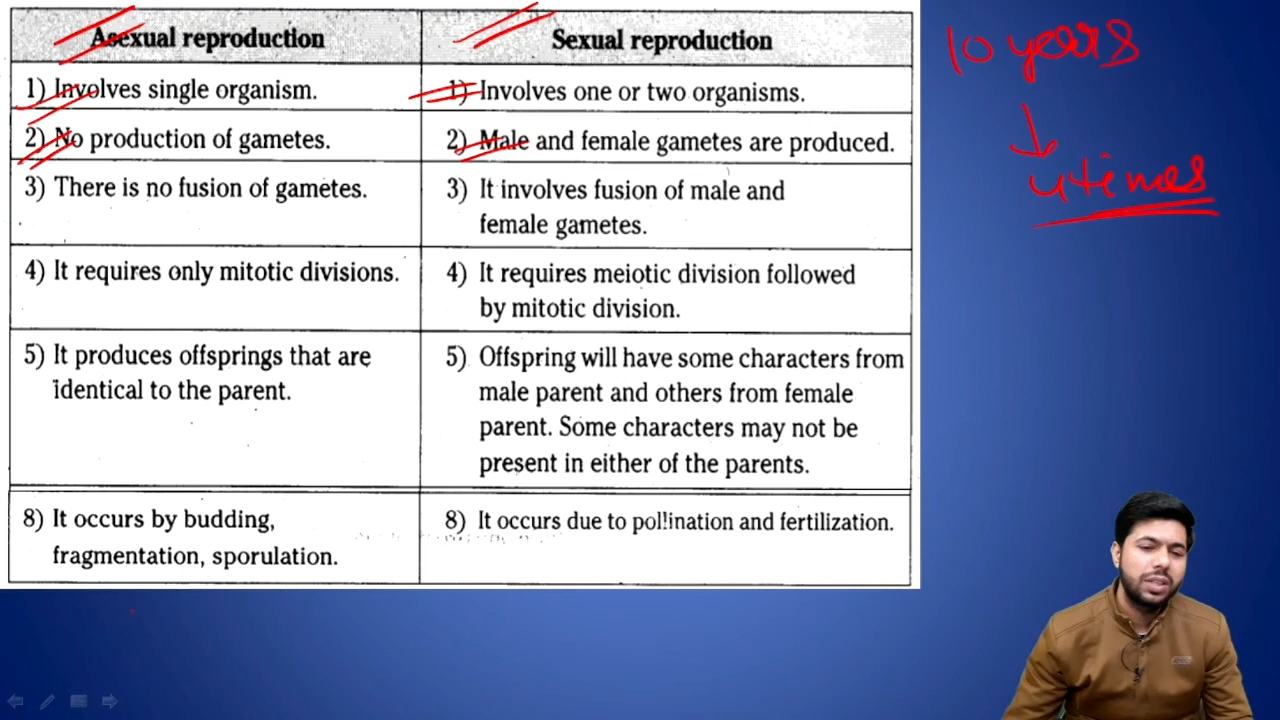 Asexual reproduction
Sexual reproduction
1) Involves single organism.
1) Involves one or two organisms.
2) No production of gametes.
2) Male and female gametes are produced.
3) There is no fusion of gametes.
3) It involves fusion of male and
female gametes.
4) It requires only mitotic divisions.
4) It requires meiotic division followed
by mitotic division.
5) It produces offsprings that are
identical to the parent.
5) Offspring will have some characters from
male parent and others from female
parent. Some characters may not be
present in either of the parents.
8) It occurs by budding,
fragmentation, sporulation.
8) It occurs due to pollination and fertilization.
10 years
4 times